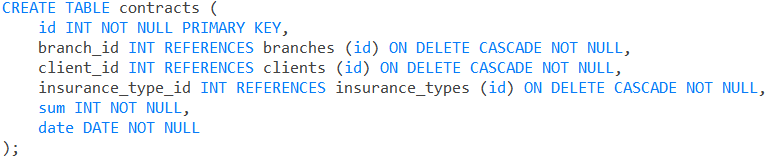 CREATE TABLE contracts (
    id INT NOT NULL PRIMARY KEY,
    branch_id INT REFERENCES branches (id) ON DELETE CASCADE NOT NULL,
    client_id INT REFERENCES clients (id) ON DELETE CASCADE NOT NULL,
    insurance_type_id INT REFERENCES insurance_types (id) ON DELETE CASCADE NOT NULL,
    sum INT NOT NULL,
    date DATE NOT NULL
);